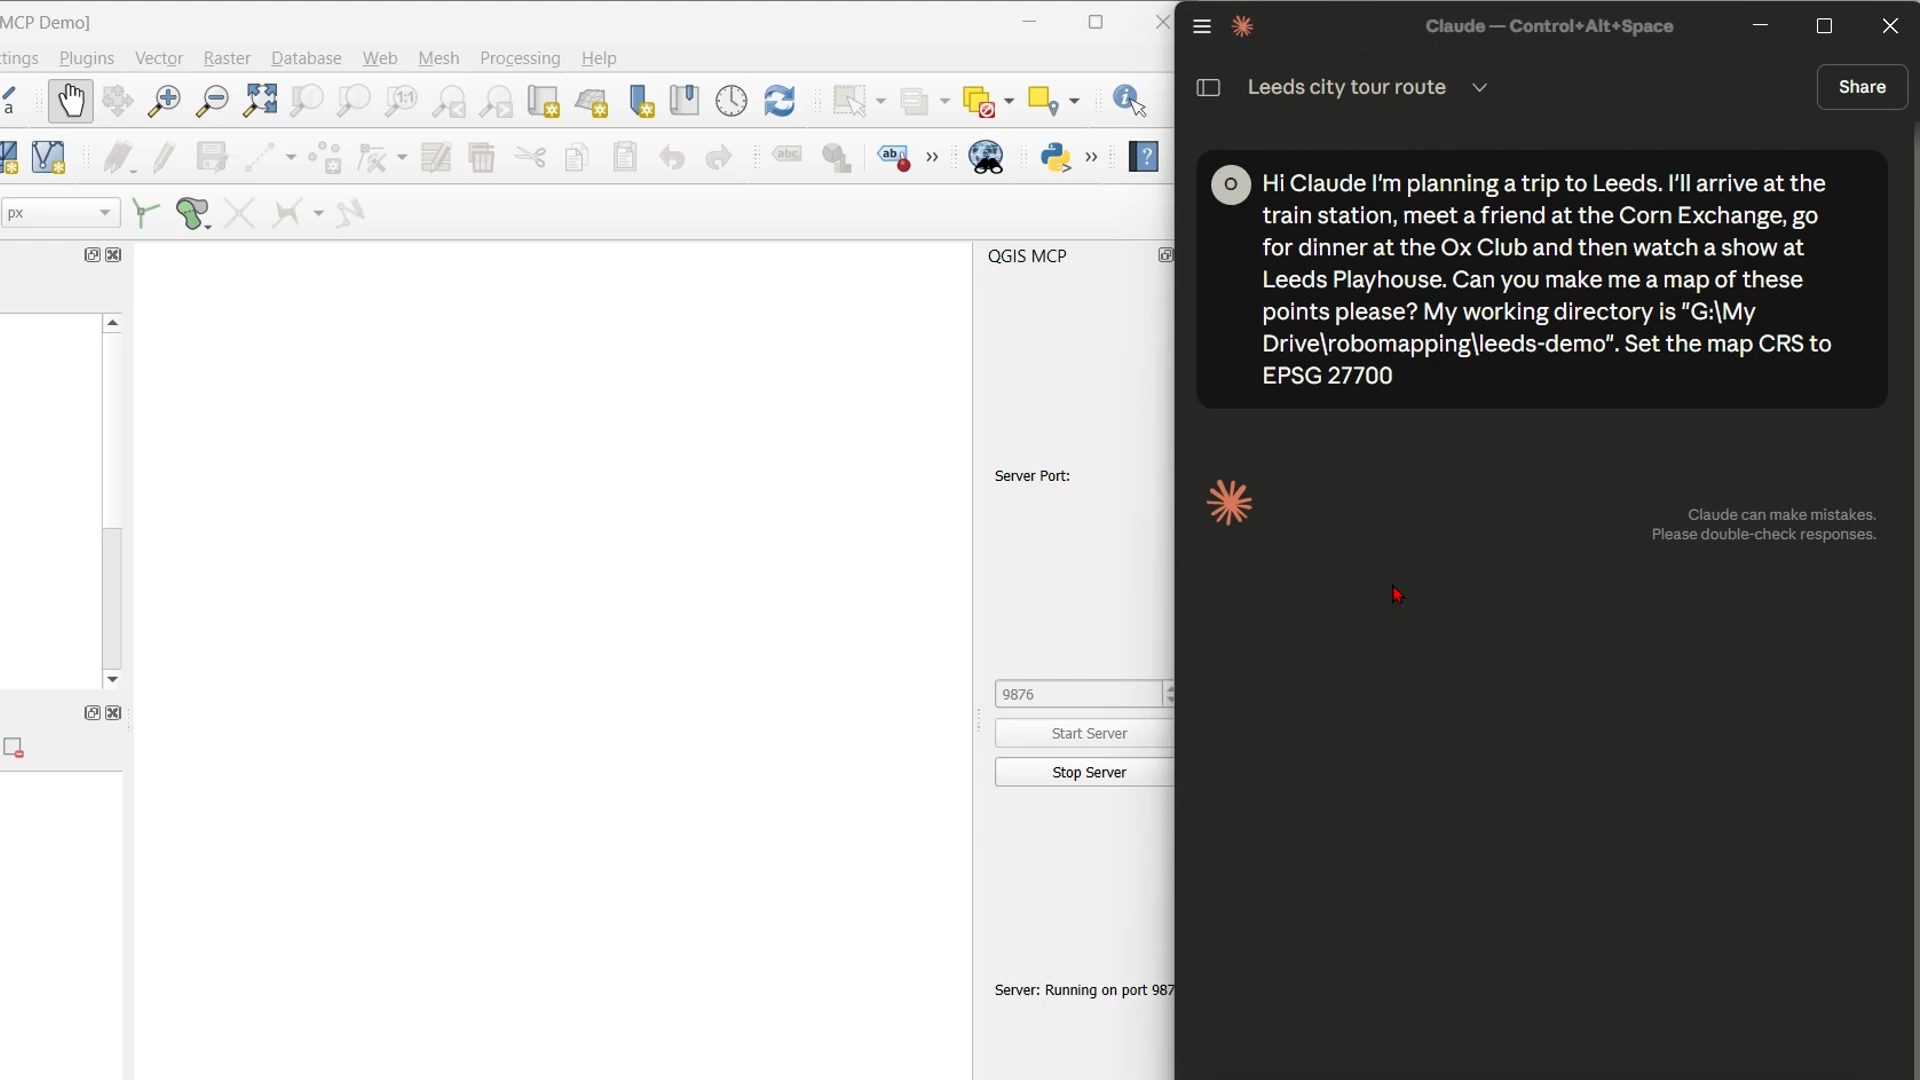 MCP Demo]
Claude — Control+Alt+Space
ttings Plugins Vector Raster Database Web Mesh Processing Help
Leeds city tour route
Share
a
1:1
abc
ab
?
px
QGIS MCP
O
Hi Claude I'm planning a trip to Leeds. I'll arrive at the
train station, meet a friend at the Corn Exchange, go
for dinner at the Ox Club and then watch a show at
Leeds Playhouse. Can you make me a map of these
points please? My working directory is "G:\My
Drive\robomapping\leeds-demo". Set the map CRS to
EPSG 27700
Server Port:
Claude can make mistakes.
Please double-check responses.
9876
Start Server
Stop Server
Server: Running on port 987